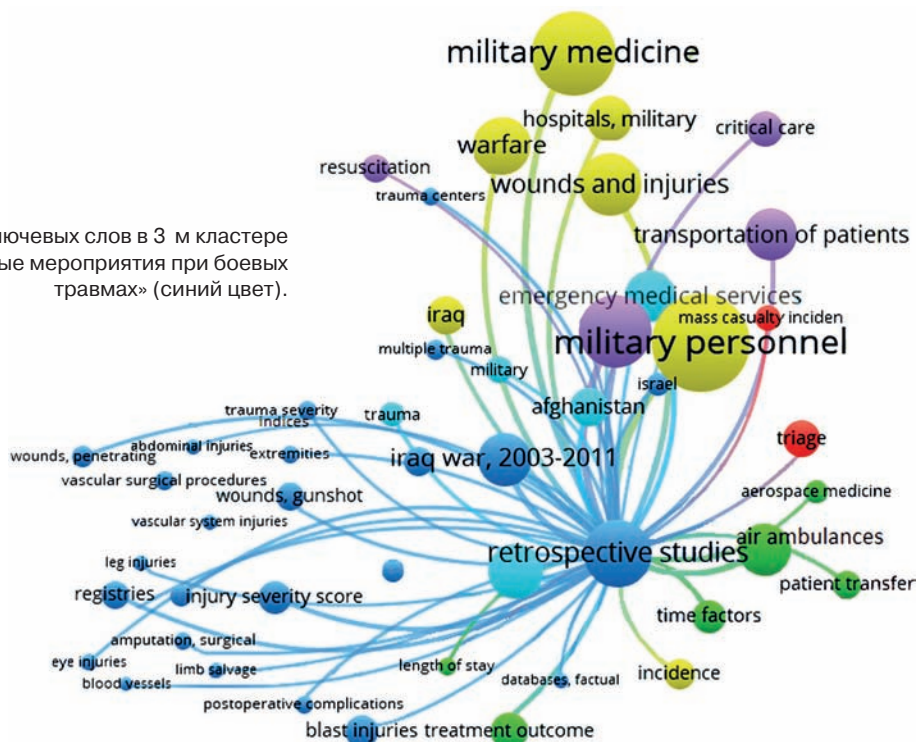 military medicine
hospitals, military
critical care
warfare
resuscitation
wounds and injuries
trauma centers
ключевых слов в 3 м кластере
transportation of patients
ые мероприятия при боевых
травмах» (синий цвет).
emergency medical services
iraq
mass casualty inciden
military personnel
multiple trauma
military
israel
afghanistan
trauma severity
indices
trauma
triage
wounds, penetrating
abdominal injuries
extremities
iraq war, 2003-2011
vascular surgical procedures
wounds, gunshot
aerospace medicine
vascular system injuries
air ambulances
retrospective studies
leg injuries
patient transfer
registries
injury severity score
time factors
amputation, surgical
eye injuries
limb salvage
length of stay
databases, factual
incidence
blood vessels
postoperative complications
blast injuries
treatment outcome